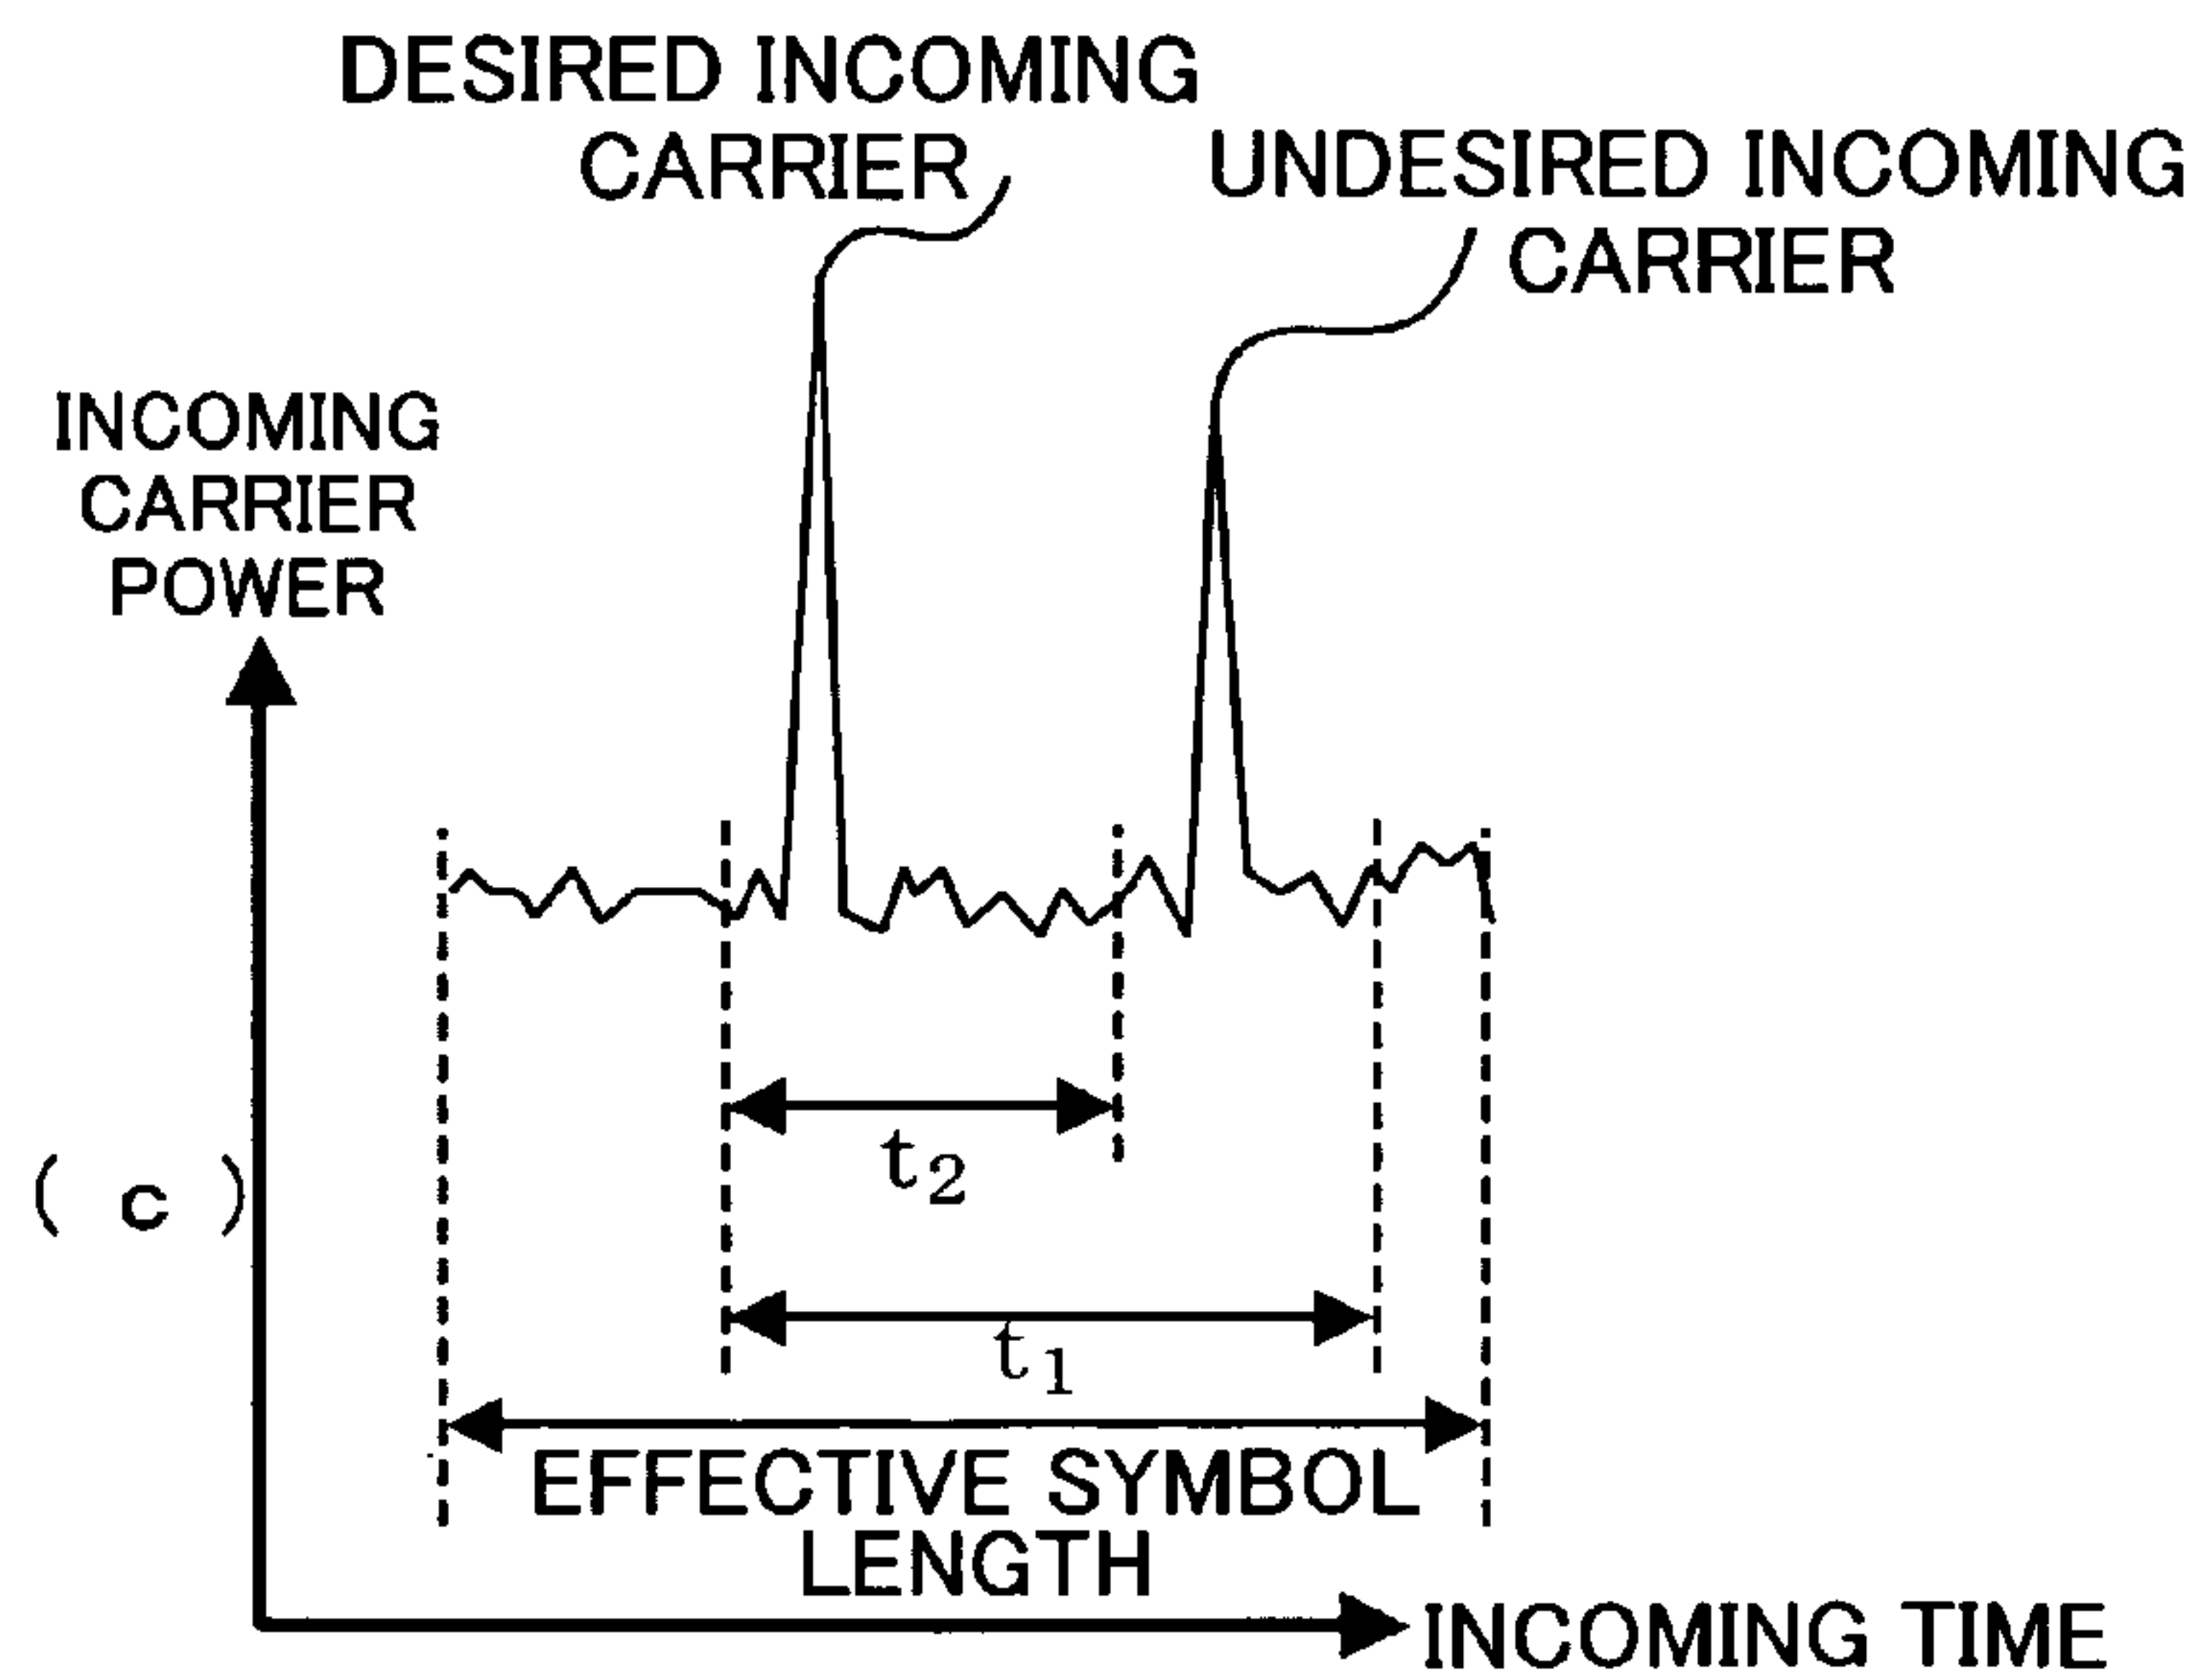 DESIRED INCOMING
CARRIER
UNDESIRED INCOMING
CARRIER
INCOMING
CARRIER
POWER
t2
( c )
t1
EFFECTIVE SYMBOL
LENGTH
INCOMING TIME